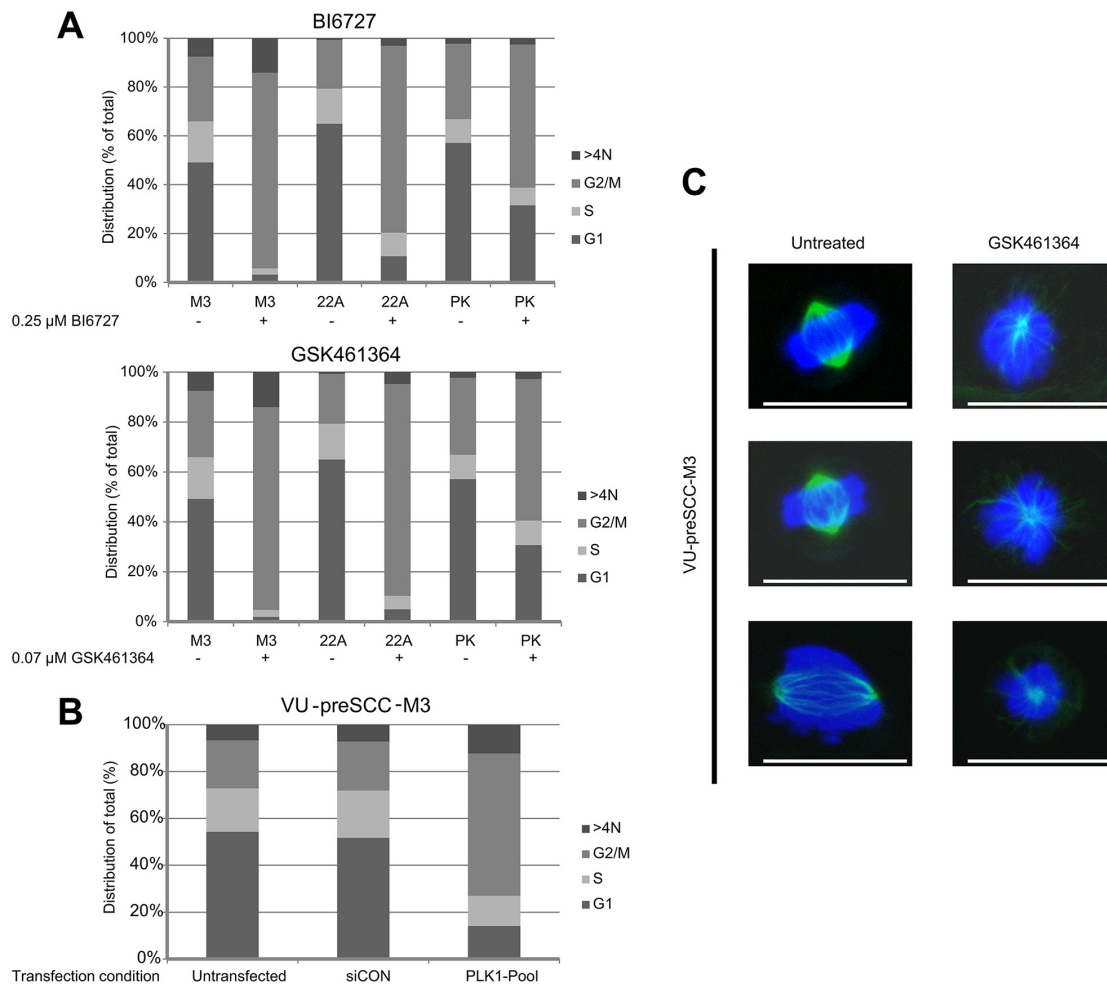 A
BI6727
Distribution (% of total)
100%
80%
60%
40%
20%
0%
>4N
G2/M
S
G1
M3 M3 22A 22A PK PK
0.25 µM BI6727 - + - + - +
GSK461364
Distribution (% of total)
100%
80%
60%
40%
20%
0%
>4N
G2/M
S
G1
M3 M3 22A 22A PK PK
0.07 µM GSK461364 - + - + - +
B
VU-preSCC-M3
Distribution of total (%)
100%
80%
60%
40%
20%
0%
>4N
G2/M
S
G1
Transfection condition Untransfected siCON PLK1-Pool
C
Untreated GSK461364
VU-preSCC-M3